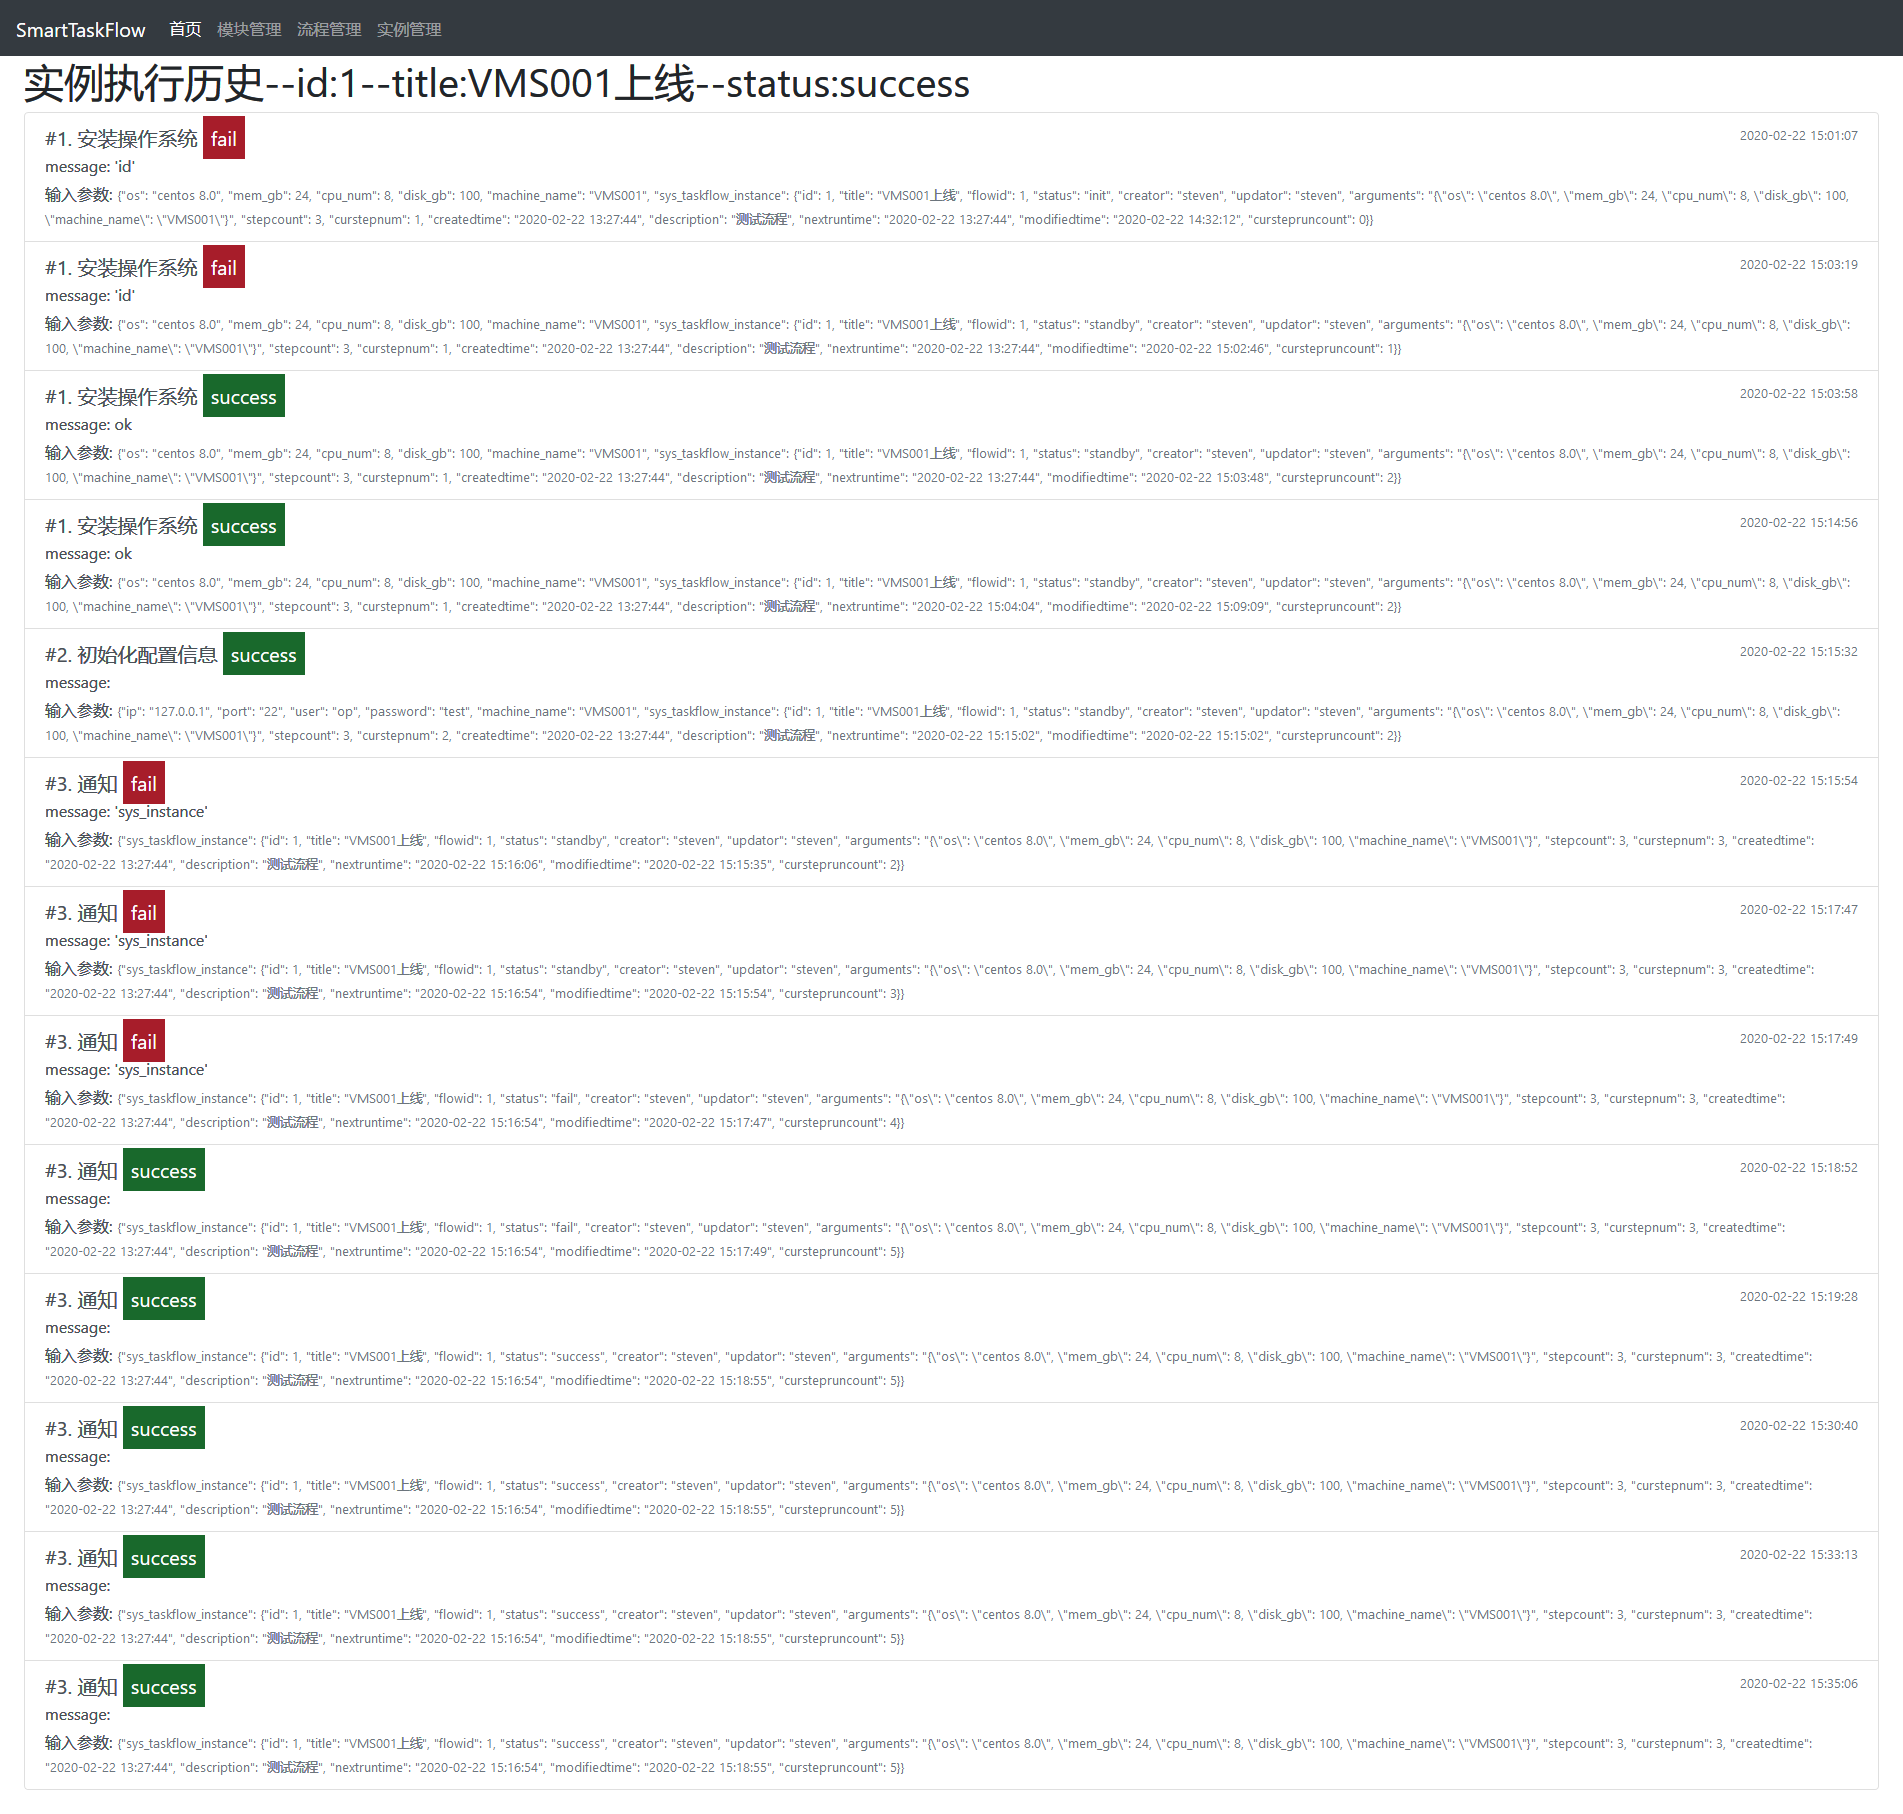 SmartTaskFlow 首页 模块管理 流程管理 实例管理
实例执行历史--id:1--title:VMS001上线--status:success
#1. 安装操作系统 fail 2020-02-22 15:01:07
message: 'id'
输入参数: {"os": "centos 8.0", "mem_gb": 24, "cpu_num": 8, "disk_gb": 100, "machine_name": "VMS001", "sys_taskflow_instance": {"id": 1, "title": "VMS001上线", "flowid": 1, "status": "init", "creator": "steven", "updator": "steven", "arguments": "{\"os\": \"centos 8.0\", \"mem_gb\": 24, \"cpu_num\": 8, \"disk_gb\": 100,
\"machine_name\": \"VMS001\"}", "stepcount": 3, "curstepnum": 1, "createdtime": "2020-02-22 13:27:44", "description": "测试流程", "nextruntime": "2020-02-22 13:27:44", "modifiedtime": "2020-02-22 14:32:12", "curstepruncount": 0}}
#1. 安装操作系统 fail 2020-02-22 15:03:19
message: 'id'
输入参数: {"os": "centos 8.0", "mem_gb": 24, "cpu_num": 8, "disk_gb": 100, "machine_name": "VMS001", "sys_taskflow_instance": {"id": 1, "title": "VMS001上线", "flowid": 1, "status": "standby", "creator": "steven", "updator": "steven", "arguments": "{\"os\": \"centos 8.0\", \"mem_gb\": 24, \"cpu_num\": 8, \"disk_gb\":
100, \"machine_name\": \"VMS001\"}", "stepcount": 3, "curstepnum": 1, "createdtime": "2020-02-22 13:27:44", "description": "测试流程", "nextruntime": "2020-02-22 13:27:44", "modifiedtime": "2020-02-22 15:02:46", "curstepruncount": 1}}
#1. 安装操作系统 success 2020-02-22 15:03:58
message: ok
输入参数: {"os": "centos 8.0", "mem_gb": 24, "cpu_num": 8, "disk_gb": 100, "machine_name": "VMS001", "sys_taskflow_instance": {"id": 1, "title": "VMS001上线", "flowid": 1, "status": "standby", "creator": "steven", "updator": "steven", "arguments": "{\"os\": \"centos 8.0\", \"mem_gb\": 24, \"cpu_num\": 8, \"disk_gb\":
100, \"machine_name\": \"VMS001\"}", "stepcount": 3, "curstepnum": 1, "createdtime": "2020-02-22 13:27:44", "description": "测试流程", "nextruntime": "2020-02-22 13:27:44", "modifiedtime": "2020-02-22 15:03:48", "curstepruncount": 2}}
#1. 安装操作系统 success 2020-02-22 15:14:56
message: ok
输入参数: {"os": "centos 8.0", "mem_gb": 24, "cpu_num": 8, "disk_gb": 100, "machine_name": "VMS001", "sys_taskflow_instance": {"id": 1, "title": "VMS001上线", "flowid": 1, "status": "standby", "creator": "steven", "updator": "steven", "arguments": "{\"os\": \"centos 8.0\", \"mem_gb\": 24, \"cpu_num\": 8, \"disk_gb\":
100, \"machine_name\": \"VMS001\"}", "stepcount": 3, "curstepnum": 1, "createdtime": "2020-02-22 13:27:44", "description": "测试流程", "nextruntime": "2020-02-22 15:04:04", "modifiedtime": "2020-02-22 15:09:09", "curstepruncount": 2}}
#2. 初始化配置信息 success 2020-02-22 15:15:32
message:
输入参数: {"ip": "127.0.0.1", "port": "22", "user": "op", "password": "test", "machine_name": "VMS001", "sys_taskflow_instance": {"id": 1, "title": "VMS001上线", "flowid": 1, "status": "standby", "creator": "steven", "updator": "steven", "arguments": "{\"os\": \"centos 8.0\", \"mem_gb\": 24, \"cpu_num\": 8, \"disk_gb\":
100, \"machine_name\": \"VMS001\"}", "stepcount": 3, "curstepnum": 2, "createdtime": "2020-02-22 13:27:44", "description": "测试流程", "nextruntime": "2020-02-22 15:15:02", "modifiedtime": "2020-02-22 15:15:02", "curstepruncount": 2}}
#3. 通知 fail 2020-02-22 15:15:54
message: 'sys_instance'
输入参数: {"sys_taskflow_instance": {"id": 1, "title": "VMS001上线", "flowid": 1, "status": "standby", "creator": "steven", "updator": "steven", "arguments": "{\"os\": \"centos 8.0\", \"mem_gb\": 24, \"cpu_num\": 8, \"disk_gb\": 100, \"machine_name\": \"VMS001\"}", "stepcount": 3, "curstepnum": 3, "createdtime":
"2020-02-22 13:27:44", "description": "测试流程", "nextruntime": "2020-02-22 15:16:06", "modifiedtime": "2020-02-22 15:15:35", "curstepruncount": 2}}
#3. 通知 fail 2020-02-22 15:17:47
message: 'sys_instance'
输入参数: {"sys_taskflow_instance": {"id": 1, "title": "VMS001上线", "flowid": 1, "status": "standby", "creator": "steven", "updator": "steven", "arguments": "{\"os\": \"centos 8.0\", \"mem_gb\": 24, \"cpu_num\": 8, \"disk_gb\": 100, \"machine_name\": \"VMS001\"}", "stepcount": 3, "curstepnum": 3, "createdtime":
"2020-02-22 13:27:44", "description": "测试流程", "nextruntime": "2020-02-22 15:16:54", "modifiedtime": "2020-02-22 15:15:54", "curstepruncount": 3}}
#3. 通知 fail 2020-02-22 15:17:49
message: 'sys_instance'
输入参数: {"sys_taskflow_instance": {"id": 1, "title": "VMS001上线", "flowid": 1, "status": "fail", "creator": "steven", "updator": "steven", "arguments": "{\"os\": \"centos 8.0\", \"mem_gb\": 24, \"cpu_num\": 8, \"disk_gb\": 100, \"machine_name\": \"VMS001\"}", "stepcount": 3, "curstepnum": 3, "createdtime":
"2020-02-22 13:27:44", "description": "测试流程", "nextruntime": "2020-02-22 15:16:54", "modifiedtime": "2020-02-22 15:17:47", "curstepruncount": 4}}
#3. 通知 success 2020-02-22 15:18:52
message:
输入参数: {"sys_taskflow_instance": {"id": 1, "title": "VMS001上线", "flowid": 1, "status": "fail", "creator": "steven", "updator": "steven", "arguments": "{\"os\": \"centos 8.0\", \"mem_gb\": 24, \"cpu_num\": 8, \"disk_gb\": 100, \"machine_name\": \"VMS001\"}", "stepcount": 3, "curstepnum": 3, "createdtime":
"2020-02-22 13:27:44", "description": "测试流程", "nextruntime": "2020-02-22 15:16:54", "modifiedtime": "2020-02-22 15:17:49", "curstepruncount": 5}}
#3. 通知 success 2020-02-22 15:19:28
message:
输入参数: {"sys_taskflow_instance": {"id": 1, "title": "VMS001上线", "flowid": 1, "status": "success", "creator": "steven", "updator": "steven", "arguments": "{\"os\": \"centos 8.0\", \"mem_gb\": 24, \"cpu_num\": 8, \"disk_gb\": 100, \"machine_name\": \"VMS001\"}", "stepcount": 3, "curstepnum": 3, "createdtime":
"2020-02-22 13:27:44", "description": "测试流程", "nextruntime": "2020-02-22 15:16:54", "modifiedtime": "2020-02-22 15:18:55", "curstepruncount": 5}}
#3. 通知 success 2020-02-22 15:30:40
message:
输入参数: {"sys_taskflow_instance": {"id": 1, "title": "VMS001上线", "flowid": 1, "status": "success", "creator": "steven", "updator": "steven", "arguments": "{\"os\": \"centos 8.0\", \"mem_gb\": 24, \"cpu_num\": 8, \"disk_gb\": 100, \"machine_name\": \"VMS001\"}", "stepcount": 3, "curstepnum": 3, "createdtime":
"2020-02-22 13:27:44", "description": "测试流程", "nextruntime": "2020-02-22 15:16:54", "modifiedtime": "2020-02-22 15:18:55", "curstepruncount": 5}}
#3. 通知 success 2020-02-22 15:33:13
message:
输入参数: {"sys_taskflow_instance": {"id": 1, "title": "VMS001上线", "flowid": 1, "status": "success", "creator": "steven", "updator": "steven", "arguments": "{\"os\": \"centos 8.0\", \"mem_gb\": 24, \"cpu_num\": 8, \"disk_gb\": 100, \"machine_name\": \"VMS001\"}", "stepcount": 3, "curstepnum": 3, "createdtime":
"2020-02-22 13:27:44", "description": "测试流程", "nextruntime": "2020-02-22 15:16:54", "modifiedtime": "2020-02-22 15:18:55", "curstepruncount": 5}}
#3. 通知 success 2020-02-22 15:35:06
message:
输入参数: {"sys_taskflow_instance": {"id": 1, "title": "VMS001上线", "flowid": 1, "status": "success", "creator": "steven", "updator": "steven", "arguments": "{\"os\": \"centos 8.0\", \"mem_gb\": 24, \"cpu_num\": 8, \"disk_gb\": 100, \"machine_name\": \"VMS001\"}", "stepcount": 3, "curstepnum": 3, "createdtime":
"2020-02-22 13:27:44", "description": "测试流程", "nextruntime": "2020-02-22 15:16:54", "modifiedtime": "2020-02-22 15:18:55", "curstepruncount": 5}}